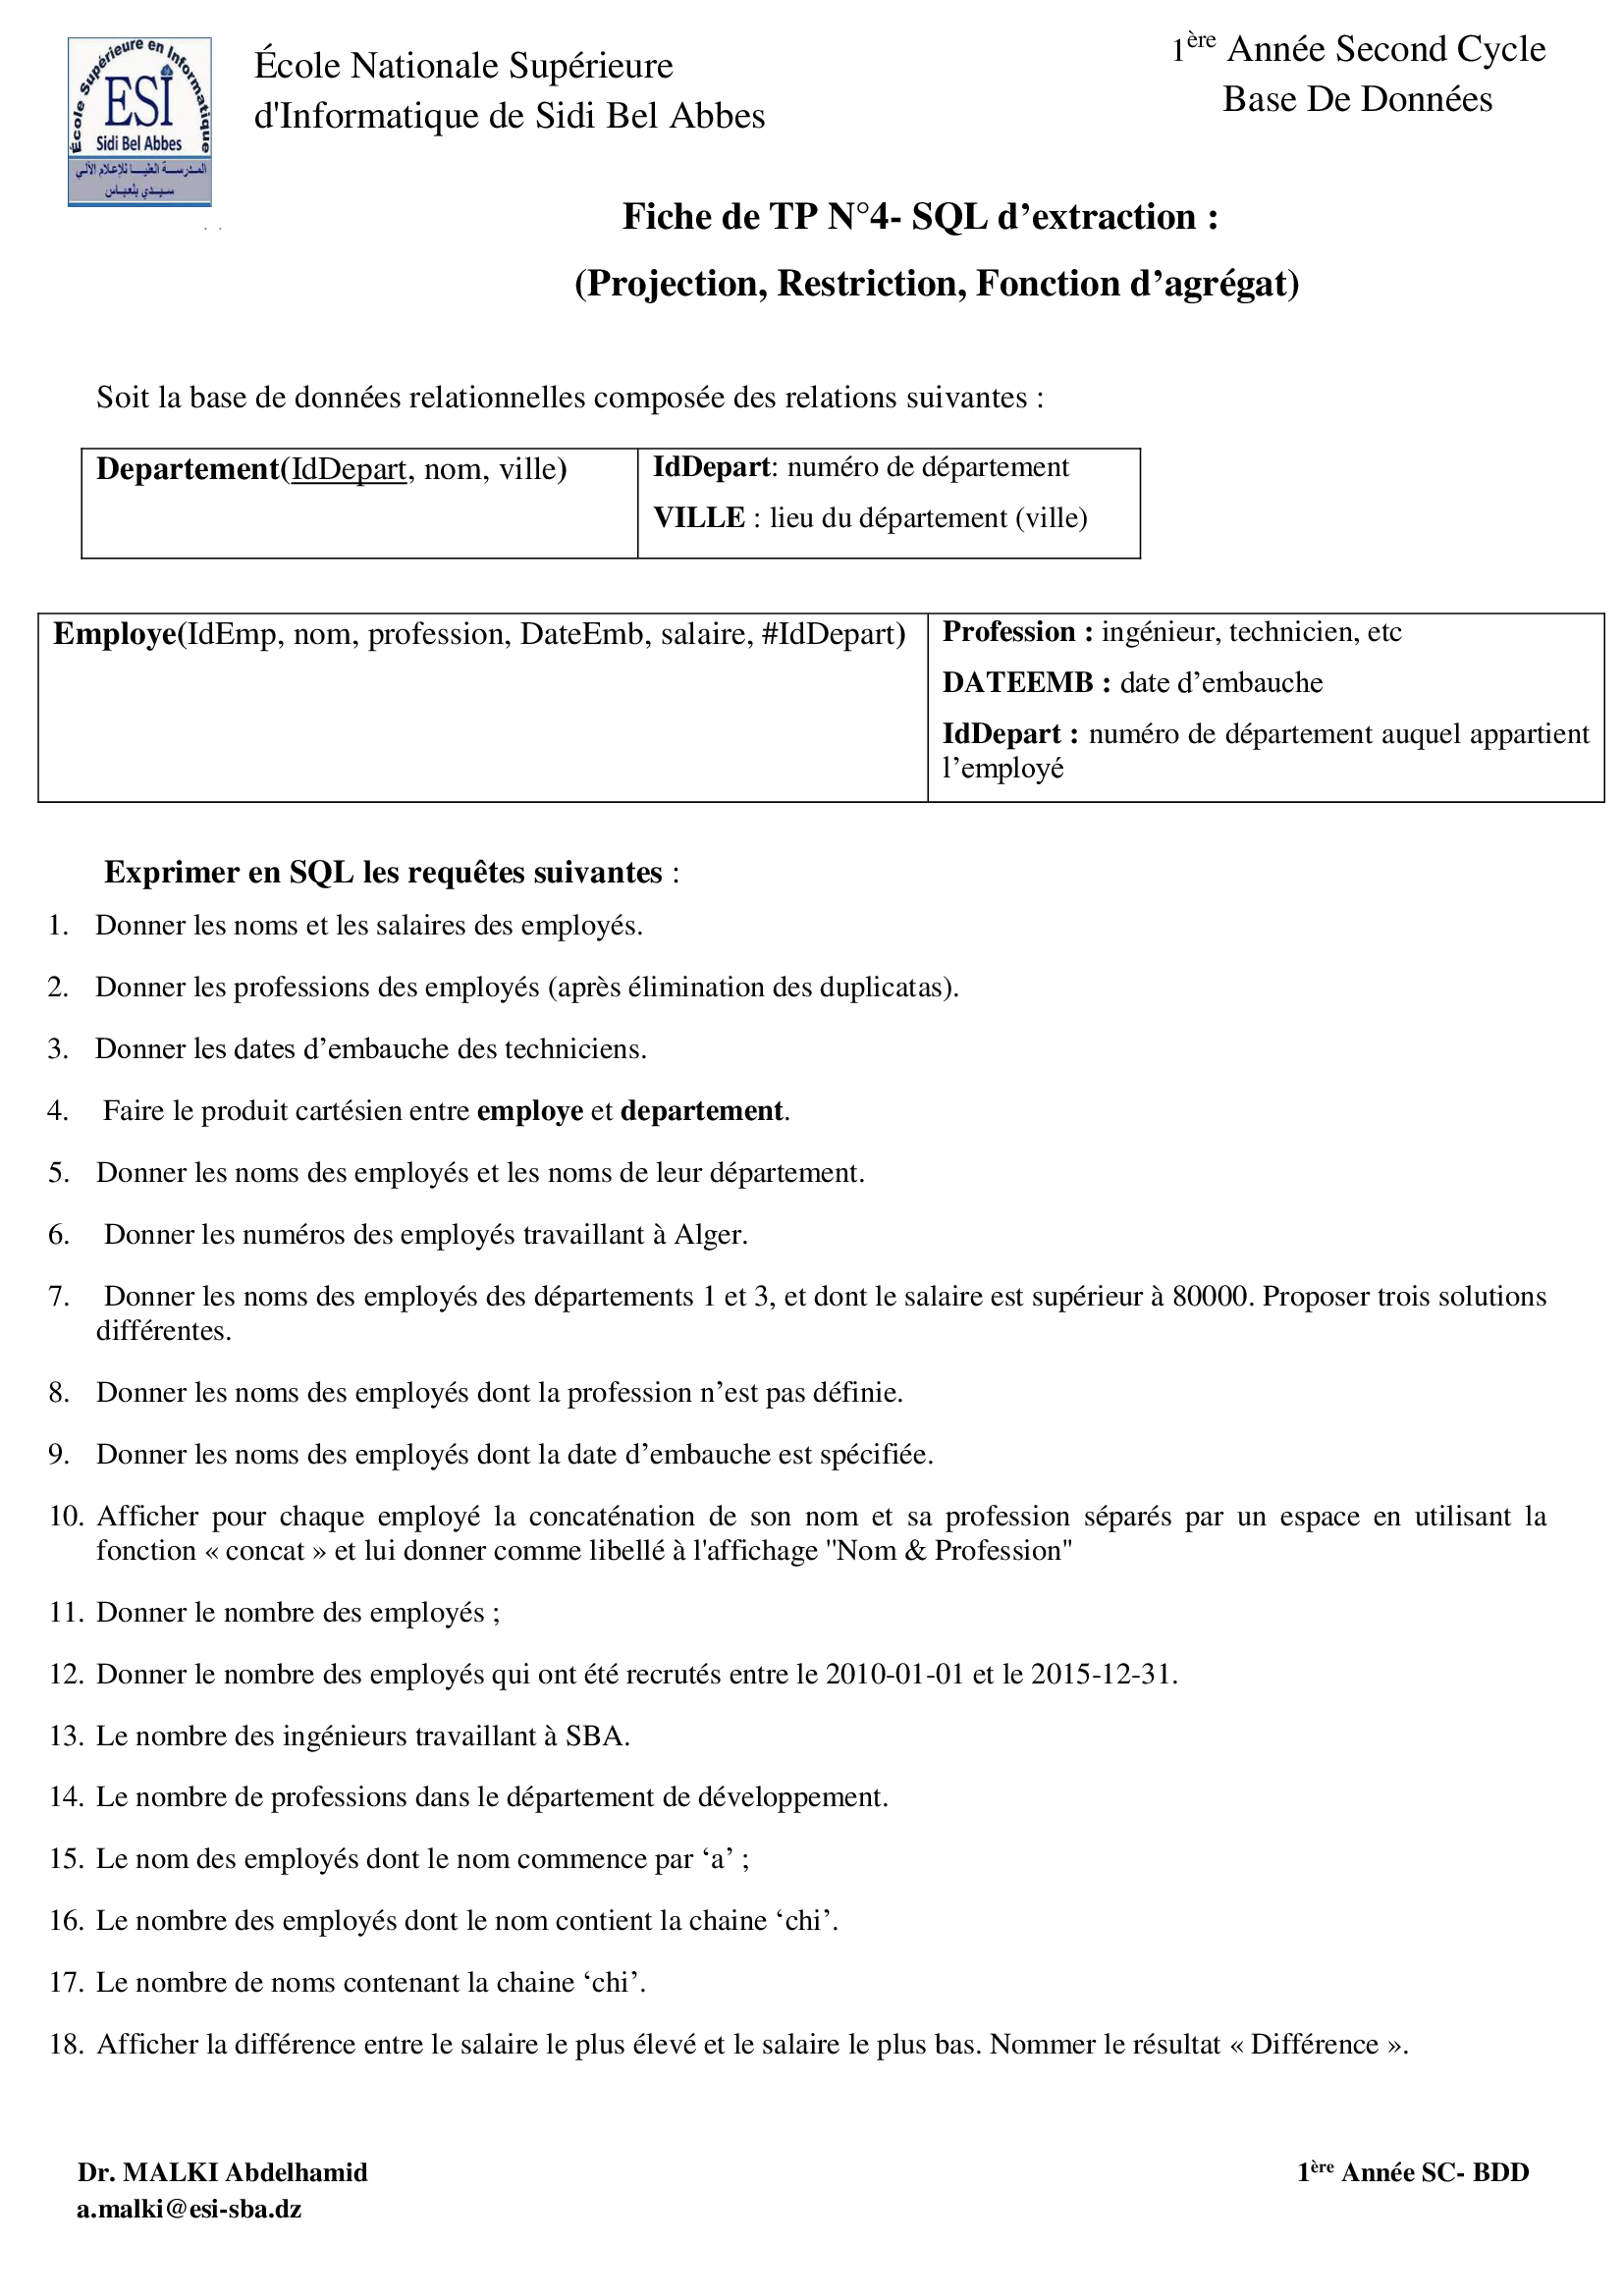 École Supérieure en Informatique
ESI
Sidi Bel Abbes
المدرسة العليا للإعلام الآلي
سيدي بلعباس
École Nationale Supérieure
d'Informatique de Sidi Bel Abbes
1ère Année Second Cycle
Base De Données
Fiche de TP N°4- SQL d’extraction :
(Projection, Restriction, Fonction d’agrégat)
Soit la base de données relationnelles composée des relations suivantes :
Departement(IdDepart, nom, ville)
IdDepart: numéro de département
VILLE : lieu du département (ville)
Employe(IdEmp, nom, profession, DateEmb, salaire, #IdDepart)
Profession : ingénieur, technicien, etc
DATEEMB : date d’embauche
IdDepart : numéro de département auquel appartient
l’employé
Exprimer en SQL les requêtes suivantes :
1. Donner les noms et les salaires des employés.
2. Donner les professions des employés (après élimination des duplicatas).
3. Donner les dates d’embauche des techniciens.
4. Faire le produit cartésien entre employe et departement.
5. Donner les noms des employés et les noms de leur département.
6. Donner les numéros des employés travaillant à Alger.
7. Donner les noms des employés des départements 1 et 3, et dont le salaire est supérieur à 80000. Proposer trois solutions
différentes.
8. Donner les noms des employés dont la profession n’est pas définie.
9. Donner les noms des employés dont la date d’embauche est spécifiée.
10. Afficher pour chaque employé la concaténation de son nom et sa profession séparés par un espace en utilisant la
fonction « concat » et lui donner comme libellé à l'affichage "Nom & Profession"
11. Donner le nombre des employés ;
12. Donner le nombre des employés qui ont été recrutés entre le 2010-01-01 et le 2015-12-31.
13. Le nombre des ingénieurs travaillant à SBA.
14. Le nombre de professions dans le département de développement.
15. Le nom des employés dont le nom commence par ‘a’ ;
16. Le nombre des employés dont le nom contient la chaine ‘chi’.
17. Le nombre de noms contenant la chaine ‘chi’.
18. Afficher la différence entre le salaire le plus élevé et le salaire le plus bas. Nommer le résultat « Différence ».
Dr. MALKI Abdelhamid
a.malki@esi-sba.dz
1ère Année SC- BDD